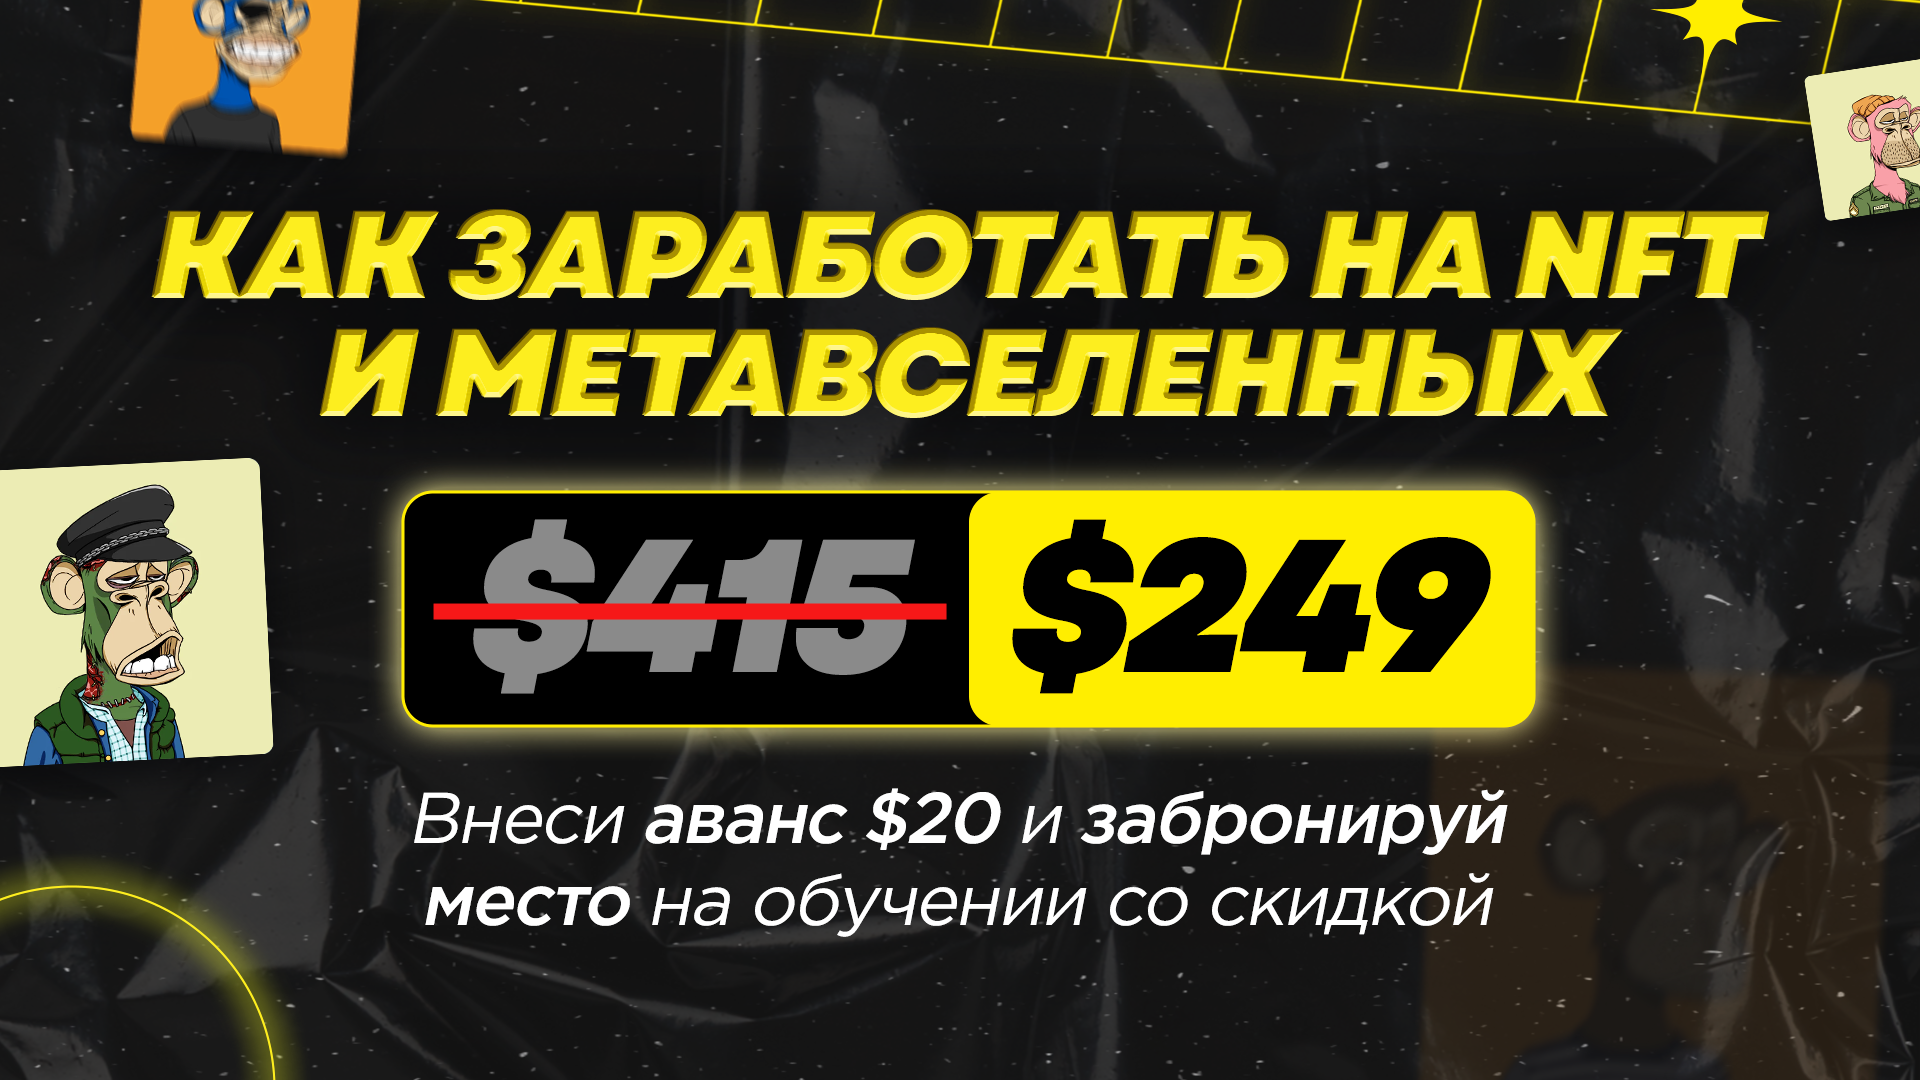 КАК ЗАРАБОТАТЬ НА NFT
И МЕТАВСЕЛЕННЫХ
$415 $249
Внеси аванс $20 и забронируй
место на обучении со скидкой